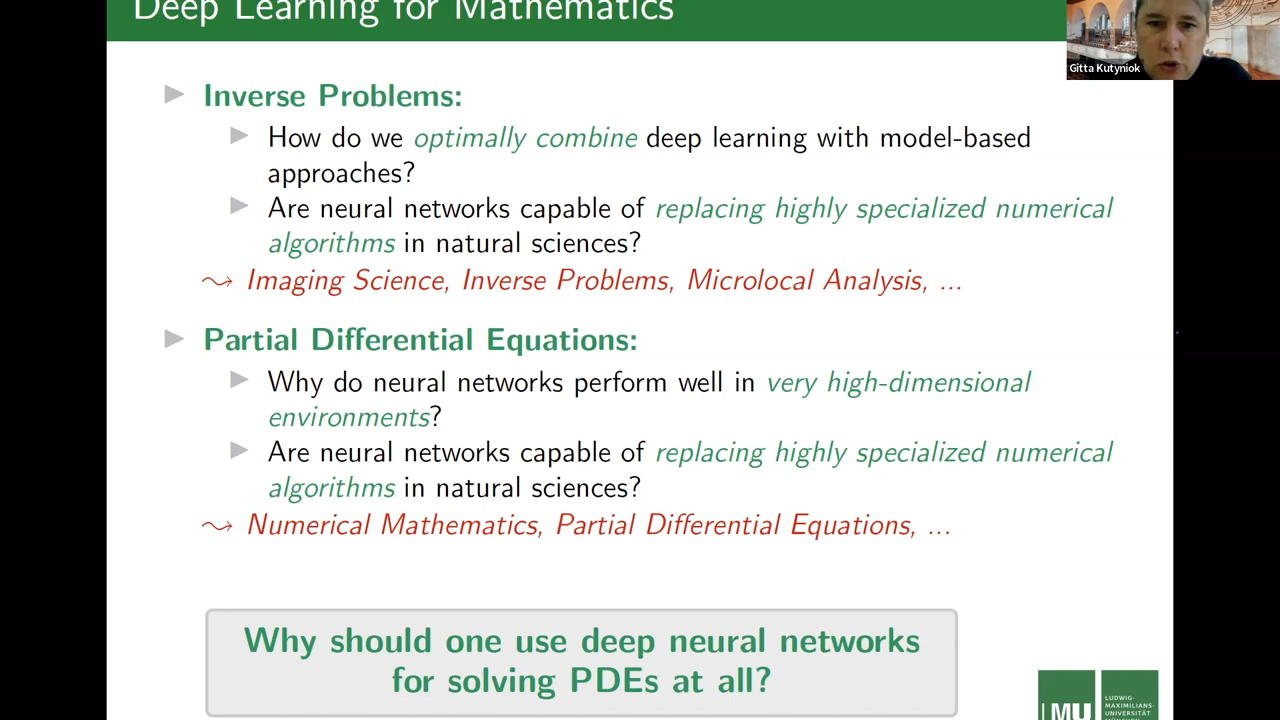 Deep Learning for Mathematics
Gitta Kutyniok
Inverse Problems:
How do we optimally combine deep learning with model-based
approaches?
Are neural networks capable of replacing highly specialized numerical
algorithms in natural sciences?
⤳ Imaging Science, Inverse Problems, Microlocal Analysis, ...
Partial Differential Equations:
Why do neural networks perform well in very high-dimensional
environments?
Are neural networks capable of replacing highly specialized numerical
algorithms in natural sciences?
⤳ Numerical Mathematics, Partial Differential Equations, ...
Why should one use deep neural networks
for solving PDEs at all?
LMU
LUDWIG-
MAXIMILIANS-
UNIVERSITÄT
MÜNCHEN